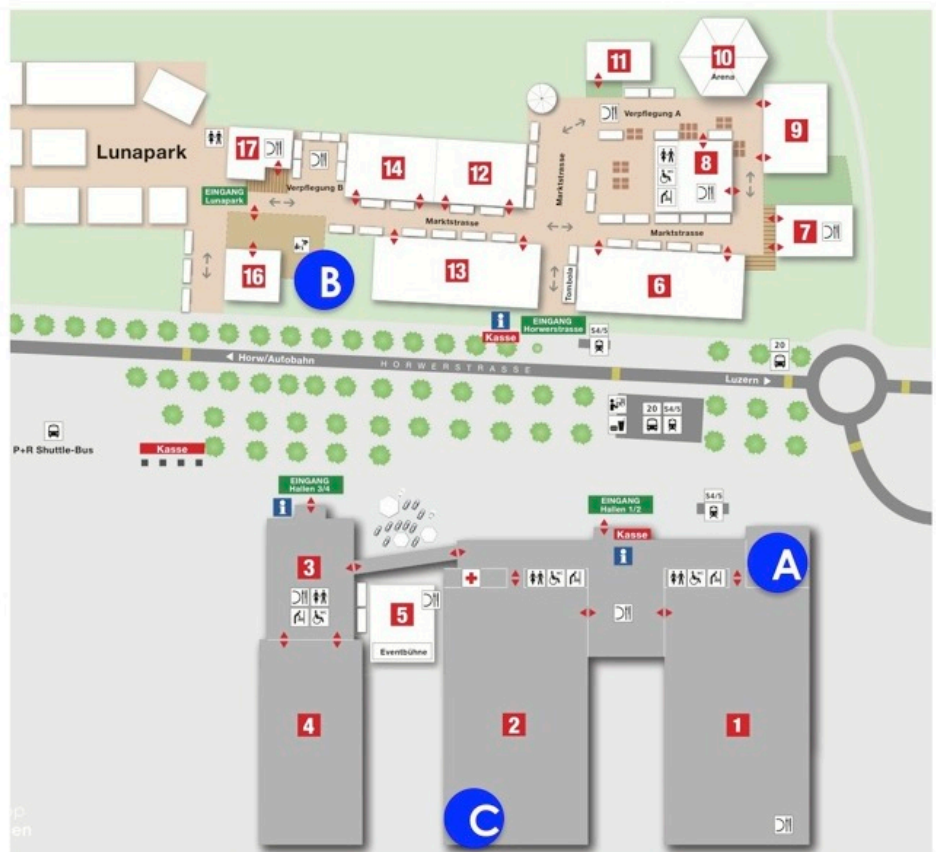 11
10
Arena
Verpflegung A
9
Lunapark
17
14
12
8
EINGANG
Lunapark
Verpflegung B
Marktstrasse
Marktstrasse
Marktstrasse
7
16
B
13
Tombola
6
Kasse
EINGANG
Horwerstrasse
S4/5
20
Horw/Autobahn
HORWERSTRASSE
Luzern
20
S4/5
P+R Shuttle-Bus
Kasse
EINGANG
Hallen 3/4
EINGANG
Hallen 1/2
S4/5
Kasse
A
3
5
Eventbühne
4
2
1
C